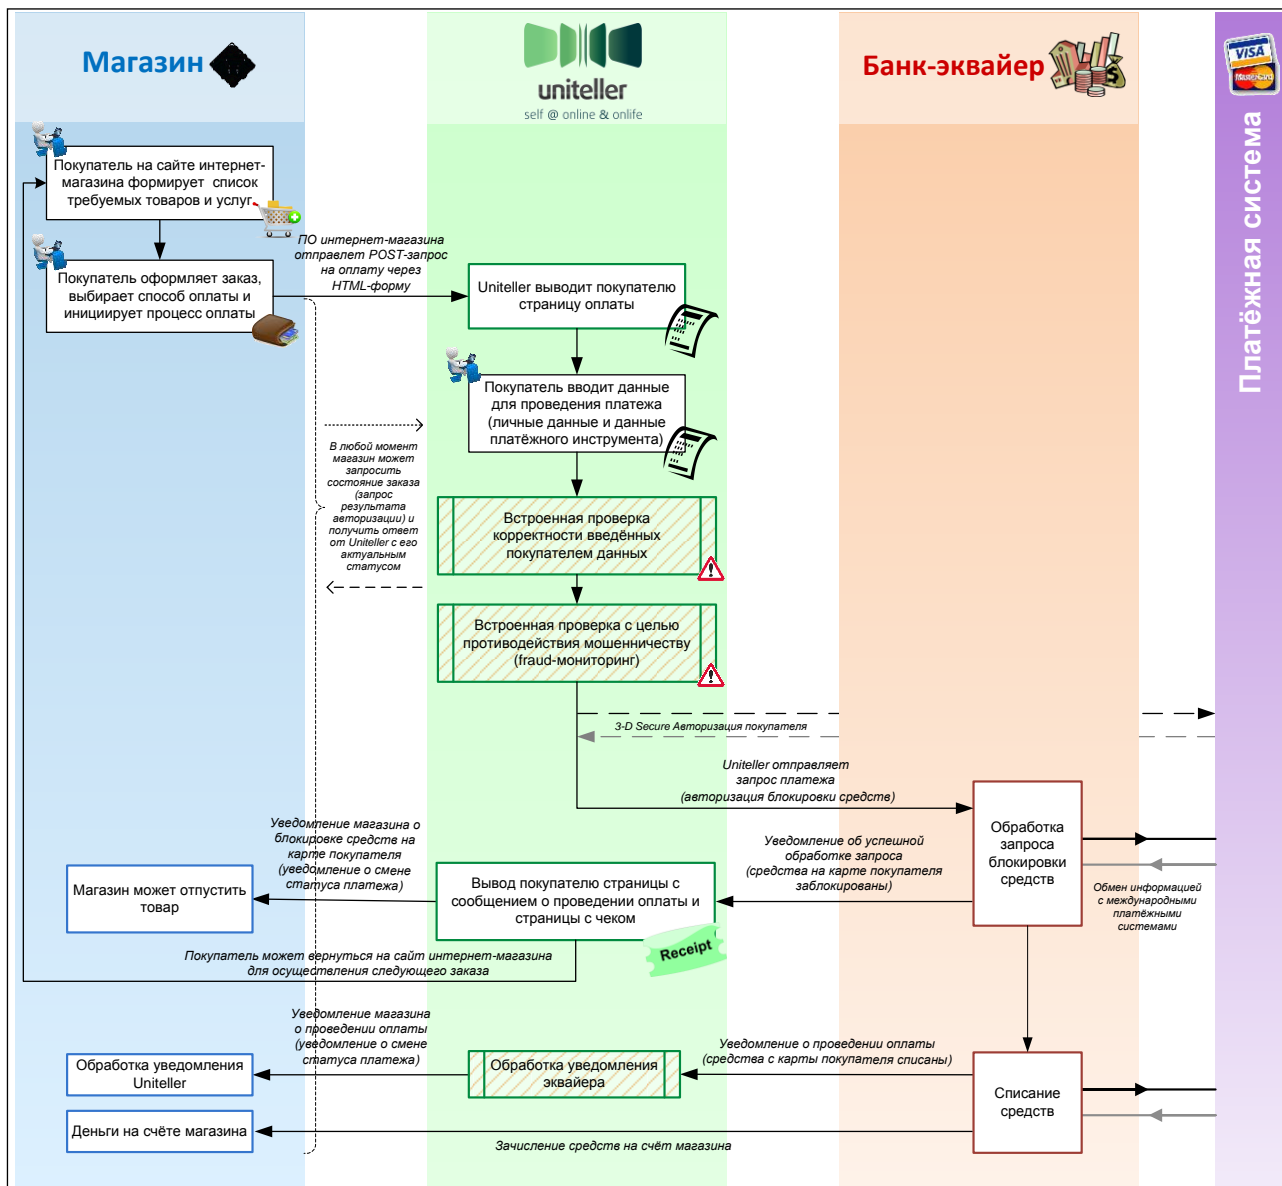 Магазин
uniteller
self @ online & onlife
Банк-эквайер
VISA
MasterCard
Платёжная система
Покупатель на сайте интернет-
магазина формирует список
требуемых товаров и услуг
Покупатель оформляет заказ,
выбирает способ оплаты и
инициирует процесс оплаты
ПО интернет-магазина
отправлет POST-запрос
на оплату через
HTML-форму
Uniteller выводит покупателю
страницу оплаты
Покупатель вводит данные
для проведения платежа
(личные данные и данные
платёжного инструмента)
В любой момент
магазин может
запросить
состояние заказа
(запрос
результата
авторизации) и
получить ответ
от Uniteller с его
актуальным
статусом
Встроенная проверка
корректности введённых
покупателем данных
Встроенная проверка с целью
противодействия мошенничеству
(fraud-мониторинг)
3-D Secure Авторизация покупателя
Uniteller отправляет
запрос платежа
(авторизация блокировки средств)
Обработка
запроса
блокировки
средств
Уведомление об успешной
обработке запроса
(средства на карте покупателя
заблокированы)
Обмен информацией
с международными
платёжными
системами
Уведомление магазина о
блокировке средств на
карте покупателя
(уведомление о смене
статуса платежа)
Вывод покупателю страницы с
сообщением о проведении оплаты и
страницы с чеком
Receipt
Магазин может отпустить
товар
Покупатель может вернуться на сайт интернет-магазина
для осуществления следующего заказа
Уведомление магазина
о проведении оплаты
(уведомление о смене
статуса платежа)
Уведомление о проведении оплаты
(средства с карты покупателя списаны)
Обработка уведомления
Uniteller
Обработка уведомления
эквайера
Списание
средств
Деньги на счёте магазина
Зачисление средств на счёт магазина